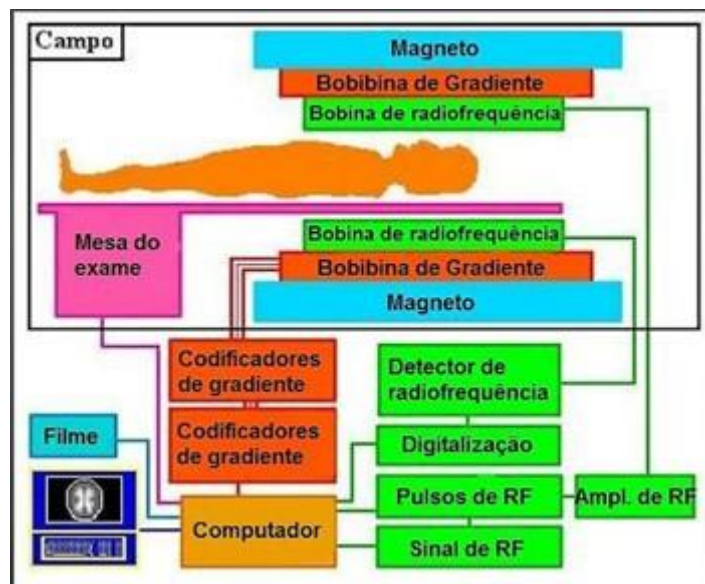 Campo
Magneto
Bobibina de Gradiente
Bobina de radiofrequência
Mesa do
exame
Bobina de radiofrequência
Bobibina de Gradiente
Magneto
Codificadores
de gradiente
Detector de
radiofrequência
Filme
Codificadores
de gradiente
Digitalização
Pulsos de RF
Ampl. de RF
Computador
Sinal de RF